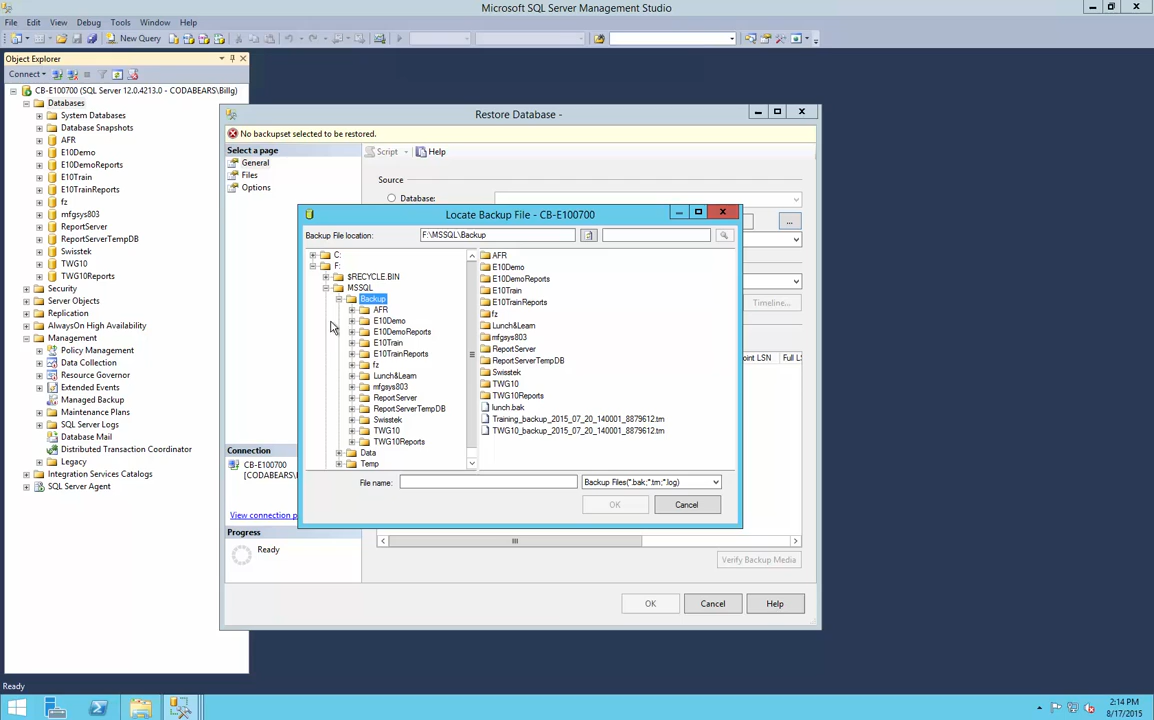 Microsoft SQL Server Management Studio
File Edit View Debug Tools Window Help
New Query
Object Explorer
Connect
CB-E100700 (SQL Server 12.0.4213.0 - CODABEARS\Billg)
Databases
System Databases
Database Snapshots
AFR
E10Demo
E10DemoReports
E10Train
E10TrainReports
fz
mfgsys803
ReportServer
ReportServerTempDB
Swisstek
TWG10
TWG10Reports
Security
Server Objects
Replication
AlwaysOn High Availability
Management
Policy Management
Data Collection
Resource Governor
Extended Events
Managed Backup
Maintenance Plans
SQL Server Logs
Database Mail
Distributed Transaction Coordinator
Legacy
Integration Services Catalogs
SQL Server Agent
Restore Database -
No backupset selected to be restored.
Select a page
General
Files
Options
Script Help
Source
Database:
...
Timeline...
point LSN Full L
Connection
CB-E100700
[CODABEARS\
View connection p
Progress
Ready
Verify Backup Media
OK Cancel Help
Locate Backup File - CB-E100700
Backup File location: F:\MSSQL\Backup
C:
F:
$RECYCLE.BIN
MSSQL
Backup
AFR
E10Demo
E10DemoReports
E10Train
E10TrainReports
fz
Lunch&Learn
mfgsys803
ReportServer
ReportServerTempDB
Swisstek
TWG10
TWG10Reports
Data
Temp
AFR
E10Demo
E10DemoReports
E10Train
E10TrainReports
fz
Lunch&Learn
mfgsys803
ReportServer
ReportServerTempDB
Swisstek
TWG10
TWG10Reports
lunch.bak
Training_backup_2015_07_20_140001_8879612.trn
TWG10_backup_2015_07_20_140001_8879612.trn
File name: Backup Files(*.bak;*.trn;*.log)
OK Cancel
Ready
2:14 PM
8/17/2015